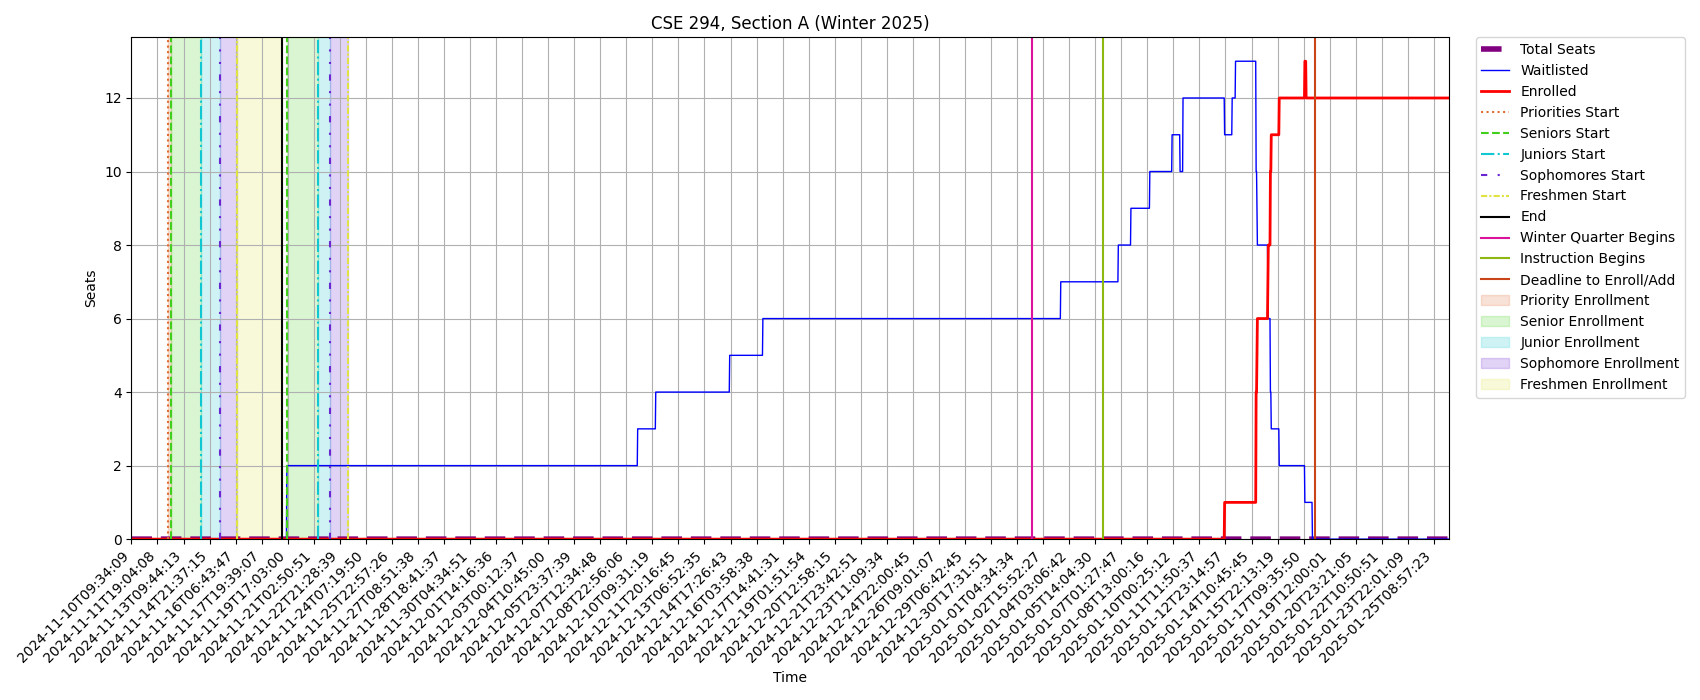 CSE 294, Section A (Winter 2025)
Seats
12
10
8
6
4
2
0
2024-11-10T09:34:09
2024-11-11T19:04:08
2024-11-13T09:44:13
2024-11-14T21:37:15
2024-11-16T06:43:47
2024-11-17T19:39:07
2024-11-19T17:03:00
2024-11-21T02:50:51
2024-11-22T21:28:39
2024-11-24T07:19:50
2024-11-25T22:57:26
2024-11-27T08:51:38
2024-11-28T18:41:37
2024-11-30T04:34:51
2024-12-01T14:16:36
2024-12-03T00:12:37
2024-12-04T10:45:00
2024-12-05T23:37:39
2024-12-07T12:34:48
2024-12-08T22:56:06
2024-12-10T09:31:19
2024-12-11T20:16:45
2024-12-13T06:52:35
2024-12-14T17:26:43
2024-12-16T03:58:38
2024-12-17T14:41:31
2024-12-19T01:51:54
2024-12-20T12:58:15
2024-12-21T23:42:51
2024-12-23T11:09:34
2024-12-24T22:00:45
2024-12-26T09:01:07
2024-12-29T06:42:45
2024-12-30T17:31:51
2025-01-01T04:34:34
2025-01-02T15:52:27
2025-01-04T03:06:42
2025-01-05T14:04:30
2025-01-07T01:27:47
2025-01-08T13:00:16
2025-01-10T00:25:12
2025-01-11T11:50:37
2025-01-12T23:14:57
2025-01-14T10:45:45
2025-01-15T22:13:19
2025-01-17T09:35:50
2025-01-19T12:00:01
2025-01-20T23:21:05
2025-01-22T10:50:51
2025-01-23T22:01:09
2025-01-25T08:57:23
Time
Total Seats
Waitlisted
Enrolled
Priorities Start
Seniors Start
Juniors Start
Sophomores Start
Freshmen Start
End
Winter Quarter Begins
Instruction Begins
Deadline to Enroll/Add
Priority Enrollment
Senior Enrollment
Junior Enrollment
Sophomore Enrollment
Freshmen Enrollment